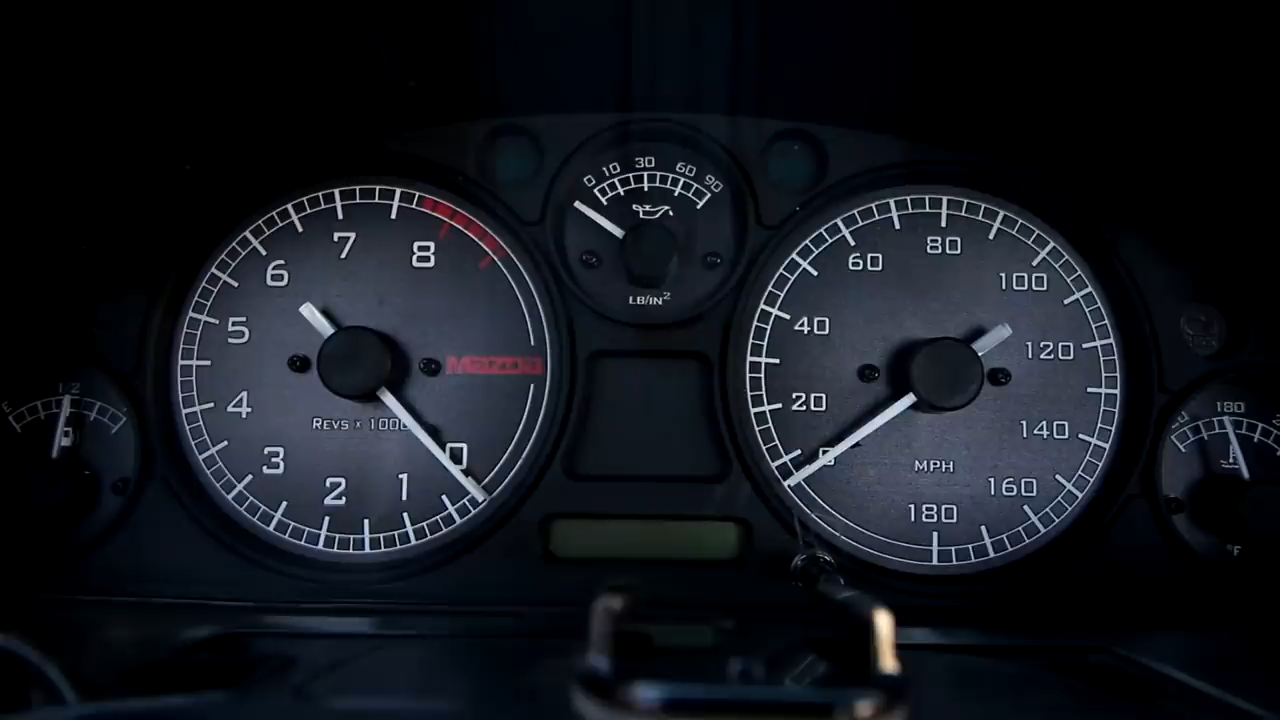 0 10 30 60 90
LB/IN²
0 1 2 3 4 5 6 7 8
REVS x 1000
MAZDA
0 20 40 60 80 100 120 140 160 180
MPH
E 1/2
180
°F